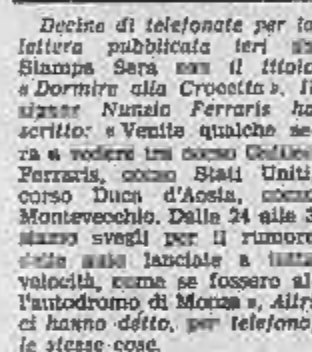 Decine di telefonate per la
lettera pubblicata ieri su
Stampa Sera con il titolo
« Dormire alla Crocetta ». Il
signor Nunzio Ferraris ha
scritto: « Venite qualche se-
ra a vedere tra corso Galileo
Ferraris, corso Stati Uniti,
corso Duca d'Aosta, corso
Montevecchio. Dalle 24 alle 3
siamo svegli per il rumore
delle auto lanciate a tutta
velocità, come se fossero al-
l'autodromo di Monza ». Altri
ci hanno detto, per telefono,
le stesse cose.